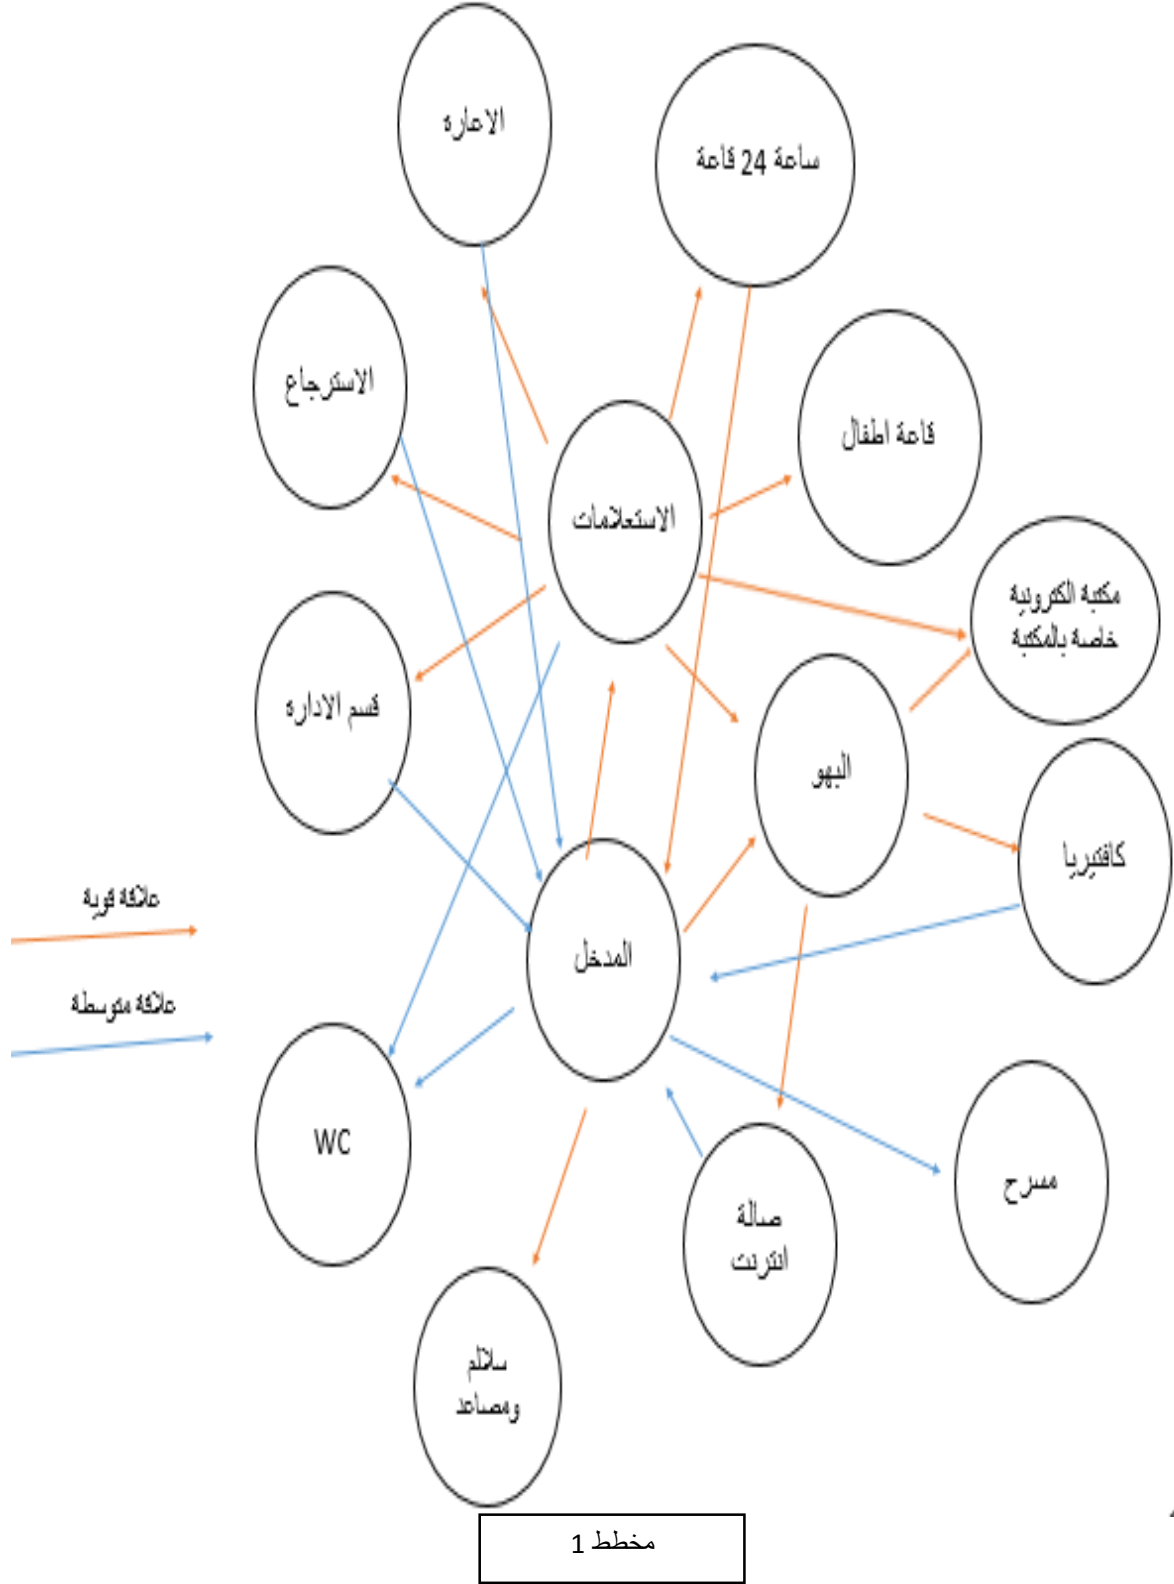 الاعاره
ساعة 24 قاعة
الاسترجاع
قاعة اطفال
الاستعلامات
مكتبة الكترونية
خاصة بالمكتبة
قسم الاداره
البهو
كافتيريا
علاقة قوية
المدخل
علاقة متوسطة
WC
مسرح
صالة
انترنت
سلالم
ومصاعد
مخطط 1